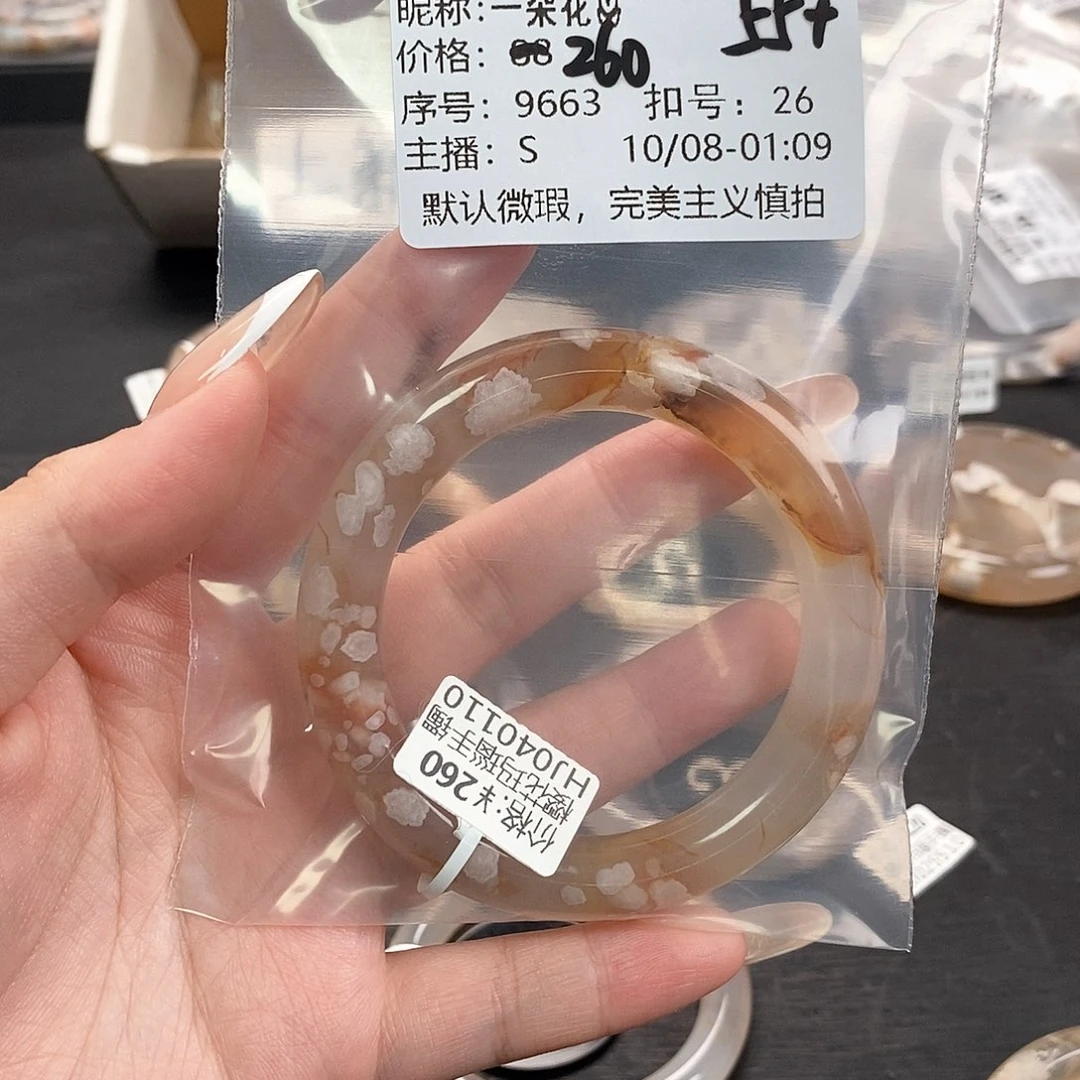 昵称:一朵花
价格: 88 260
55+
序号: 9663 扣号: 26
主播: S 10/08-01:09
默认微瑕，完美主义慎拍
价格:¥260
樱花玛瑙手镯
HJ040110